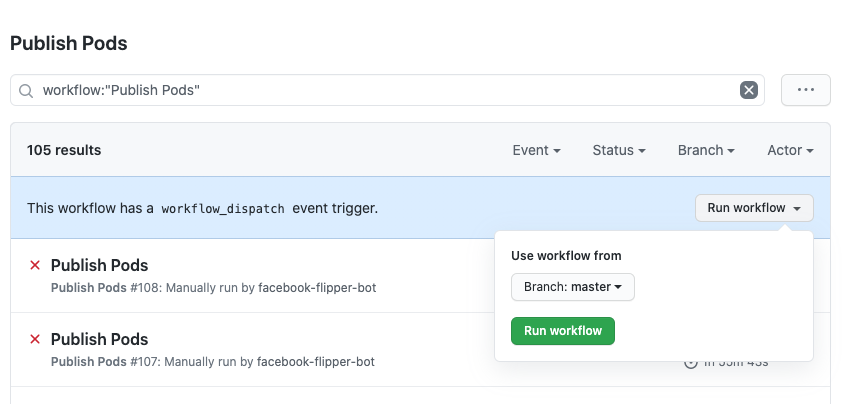 Publish Pods
workflow:"Publish Pods"
105 results Event Status Branch Actor
This workflow has a workflow_dispatch event trigger. Run workflow
Use workflow from
Branch: master
Run workflow
Publish Pods
Publish Pods #108: Manually run by facebook-flipper-bot
Publish Pods
Publish Pods #107: Manually run by facebook-flipper-bot